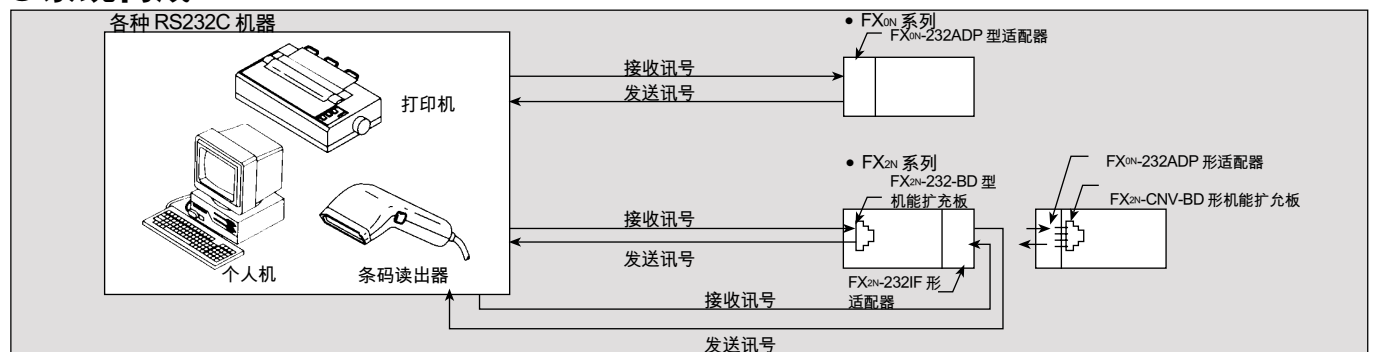 各种 RS232C 机器
打印机
个人机
条码读出器
接收讯号
发送讯号
● FX0N 系列
FX0N-232ADP 型适配器
接收讯号
发送讯号
● FX2N 系列
FX2N-232-BD 型
机能扩充板
FX2N-232IF 形
适配器
接收讯号
发送讯号
FX0N-232ADP 形适配器
FX2N-CNV-BD 形机能扩允板